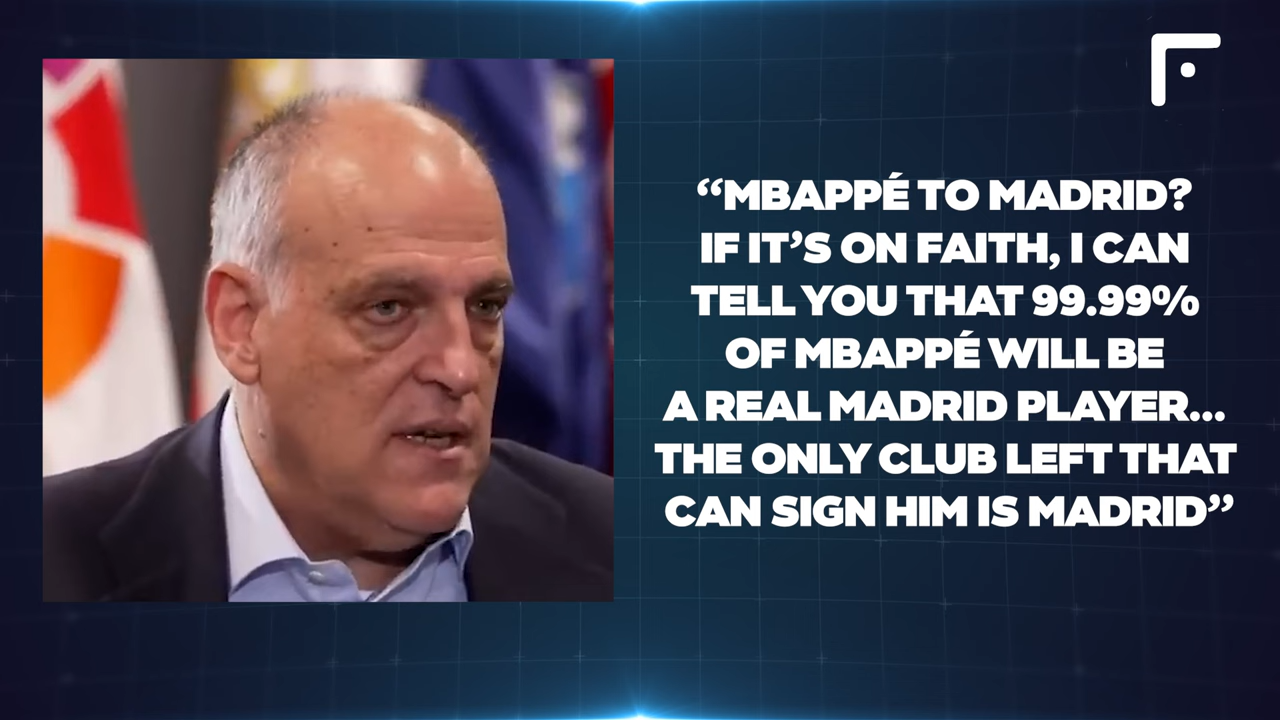 “MBAPPÉ TO MADRID?
IF IT’S ON FAITH, I CAN
TELL YOU THAT 99.99%
OF MBAPPÉ WILL BE
A REAL MADRID PLAYER...
THE ONLY CLUB LEFT THAT
CAN SIGN HIM IS MADRID”